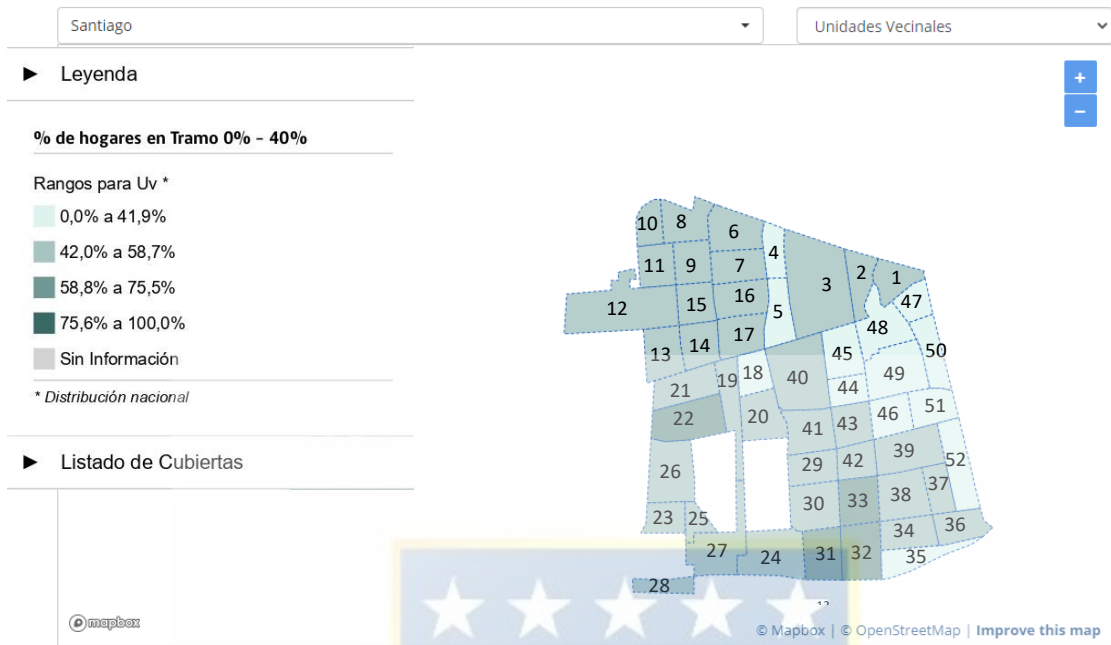 Santiago
Unidades Vecinales
Leyenda
% de hogares en Tramo 0% – 40%
Rangos para Uv *
0,0% a 41,9%
42,0% a 58,7%
58,8% a 75,5%
75,6% a 100,0%
Sin Información
* Distribución nacional
Listado de Cubiertas
+
−
10 8 6 4
11 9 7 3 2 1
12 15 16 5 47
13 14 17 48
45 50
21 19 18 40 44 49
22 20 41 43 46 51
26 29 42 39 52
30 33 38 37
23 25 34 36
27 24 31 32 35
28
mapbox
© Mapbox | © OpenStreetMap | Improve this map